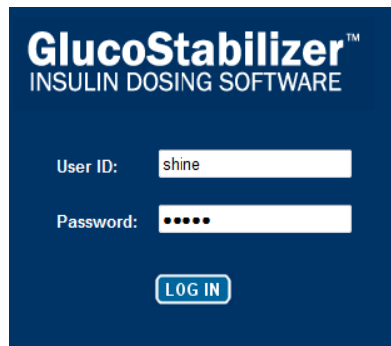 GlucoStabilizer™
INSULIN DOSING SOFTWARE
User ID: shine
Password: •••••
LOG IN